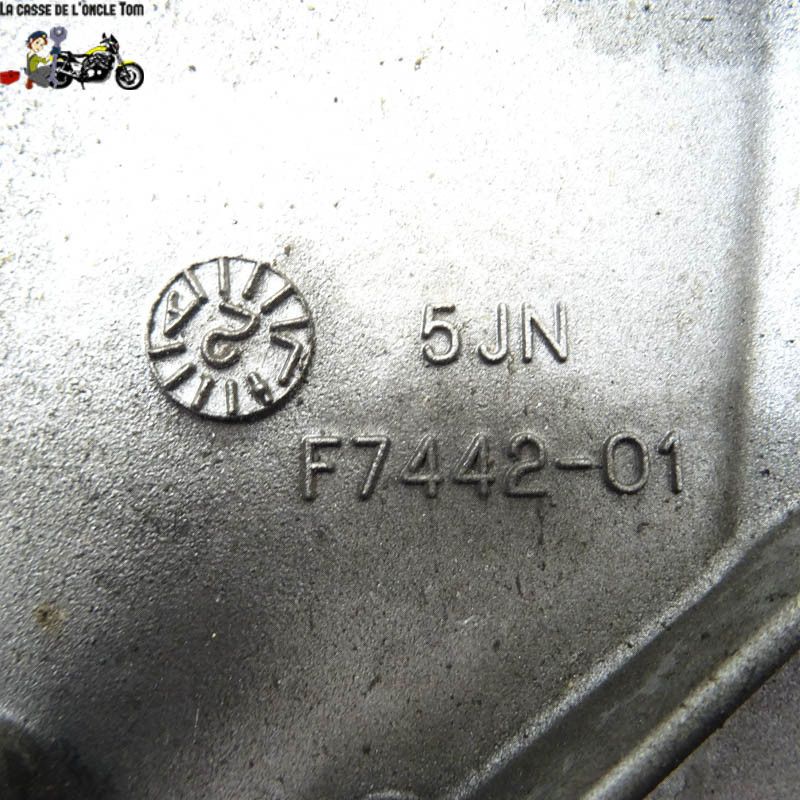 La casse de l'oncle Tom
5JN
F7442-01